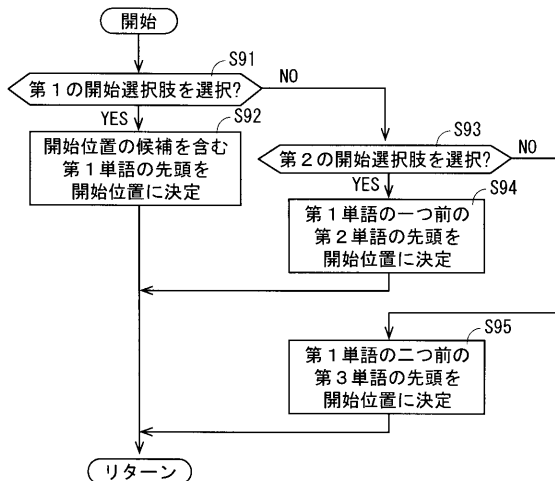 開始
S91
第1の開始選択肢を選択?
NO
YES
S92
開始位置の候補を含む
第1単語の先頭を
開始位置に決定
S93
第2の開始選択肢を選択?
NO
YES
S94
第1単語の一つ前の
第2単語の先頭を
開始位置に決定
S95
第1単語の二つ前の
第3単語の先頭を
開始位置に決定
リターン